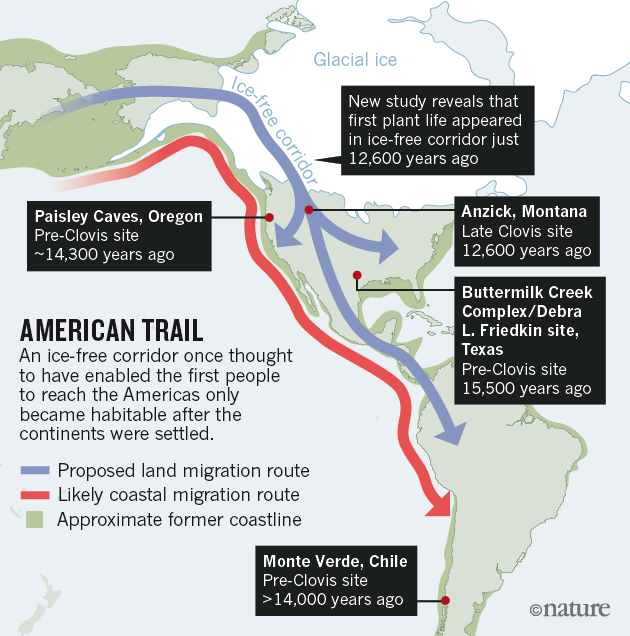 Glacial ice
Ice-free corridor
New study reveals that
first plant life appeared
in ice-free corridor just
12,600 years ago
Paisley Caves, Oregon
Pre-Clovis site
~14,300 years ago
Anzick, Montana
Late Clovis site
12,600 years ago
Buttermilk Creek
Complex/Debra
L. Friedkin site,
Texas
Pre-Clovis site
15,500 years ago
AMERICAN TRAIL
An ice-free corridor once thought
to have enabled the first people
to reach the Americas only
became habitable after the
continents were settled.
Proposed land migration route
Likely coastal migration route
Approximate former coastline
Monte Verde, Chile
Pre-Clovis site
>14,000 years ago
©nature